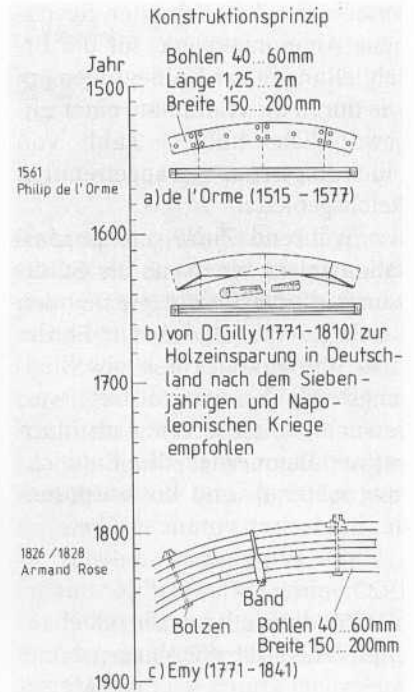 Konstruktionsprinzip
Jahr
Bohlen 40...60mm
Länge 1,25...2m
Breite 150...200mm
1500
1561
Philip de l'Orme
a) de l'Orme (1515 - 1577)
1600
b) von D. Gilly (1771-1810) zur
Holzeinsparung in Deutsch-
land nach dem Sieben-
jährigen und Napo-
leonischen Kriege
empfohlen
1700
1800
1826/1828
Armand Rose
Band
Bolzen
Bohlen 40...60mm
Breite 150...200mm
1900
c) Emy (1771-1841)